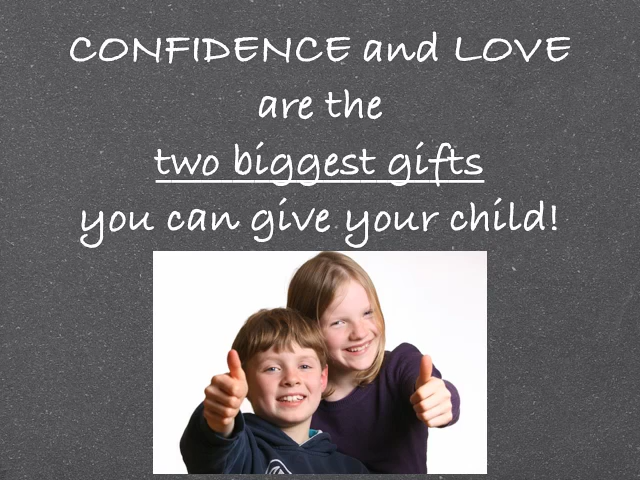 CONFIDENCE and LOVE
are the
two biggest gifts
you can give your child!